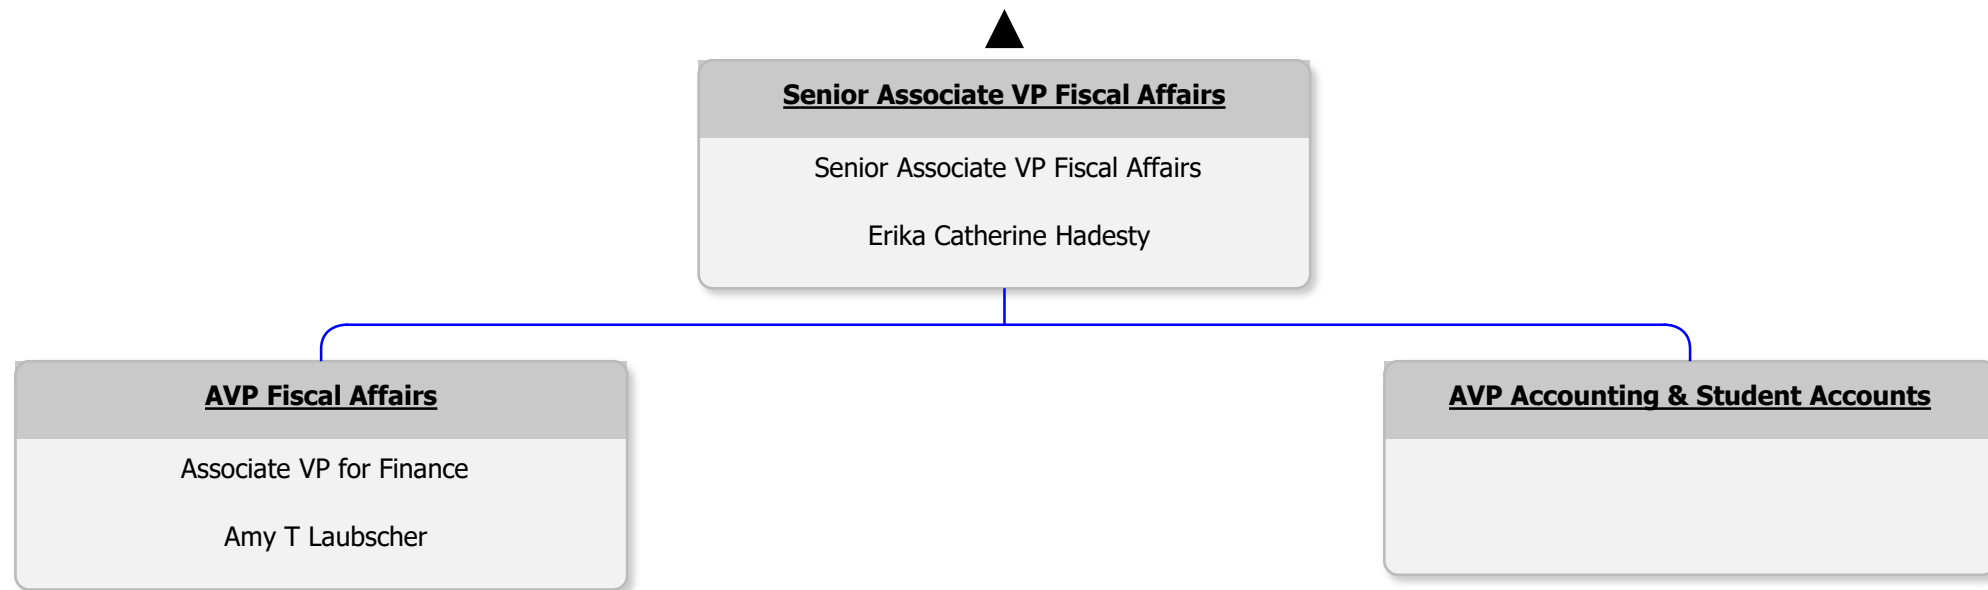 Senior Associate VP Fiscal Affairs
Senior Associate VP Fiscal Affairs
Erika Catherine Hadesty
AVP Fiscal Affairs
Associate VP for Finance
Amy T Laubscher
AVP Accounting & Student Accounts